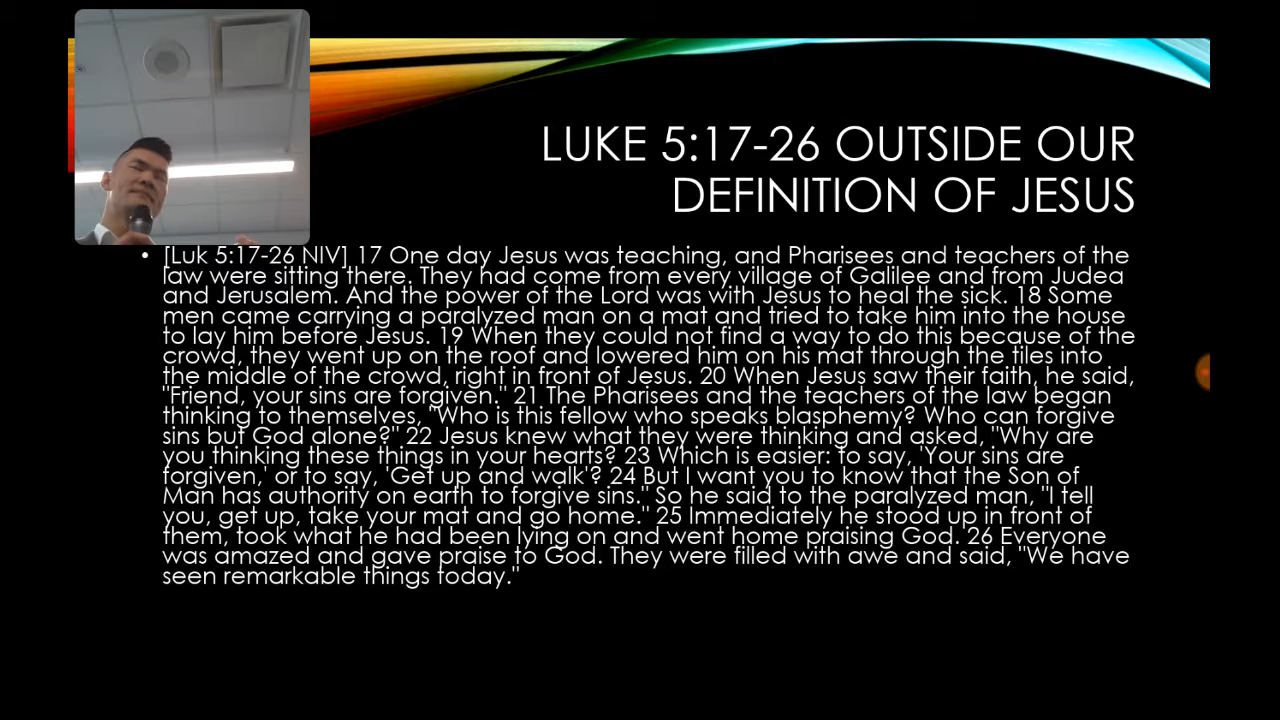 LUKE 5:17-26 OUTSIDE OUR
DEFINITION OF JESUS
• [Luk 5:17-26 NIV] 17 One day Jesus was teaching, and Pharisees and teachers of the
law were sitting there. They had come from every village of Galilee and from Judea
and Jerusalem. And the power of the Lord was with Jesus to heal the sick. 18 Some
men came carrying a paralyzed man on a mat and tried to take him into the house
to lay him before Jesus. 19 When they could not find a way to do this because of the
crowd, they went up on the roof and lowered him on his mat through the tiles into
the middle of the crowd, right in front of Jesus. 20 When Jesus saw their faith, he said,
"Friend, your sins are forgiven." 21 The Pharisees and the teachers of the law began
thinking to themselves, "Who is this fellow who speaks blasphemy? Who can forgive
sins but God alone?" 22 Jesus knew what they were thinking and asked, "Why are
you thinking these things in your hearts? 23 Which is easier: to say, 'Your sins are
forgiven,' or to say, 'Get up and walk'? 24 But I want you to know that the Son of
Man has authority on earth to forgive sins." So he said to the paralyzed man, "I tell
you, get up, take your mat and go home." 25 Immediately he stood up in front of
them, took what he had been lying on and went home praising God. 26 Everyone
was amazed and gave praise to God. They were filled with awe and said, "We have
seen remarkable things today."